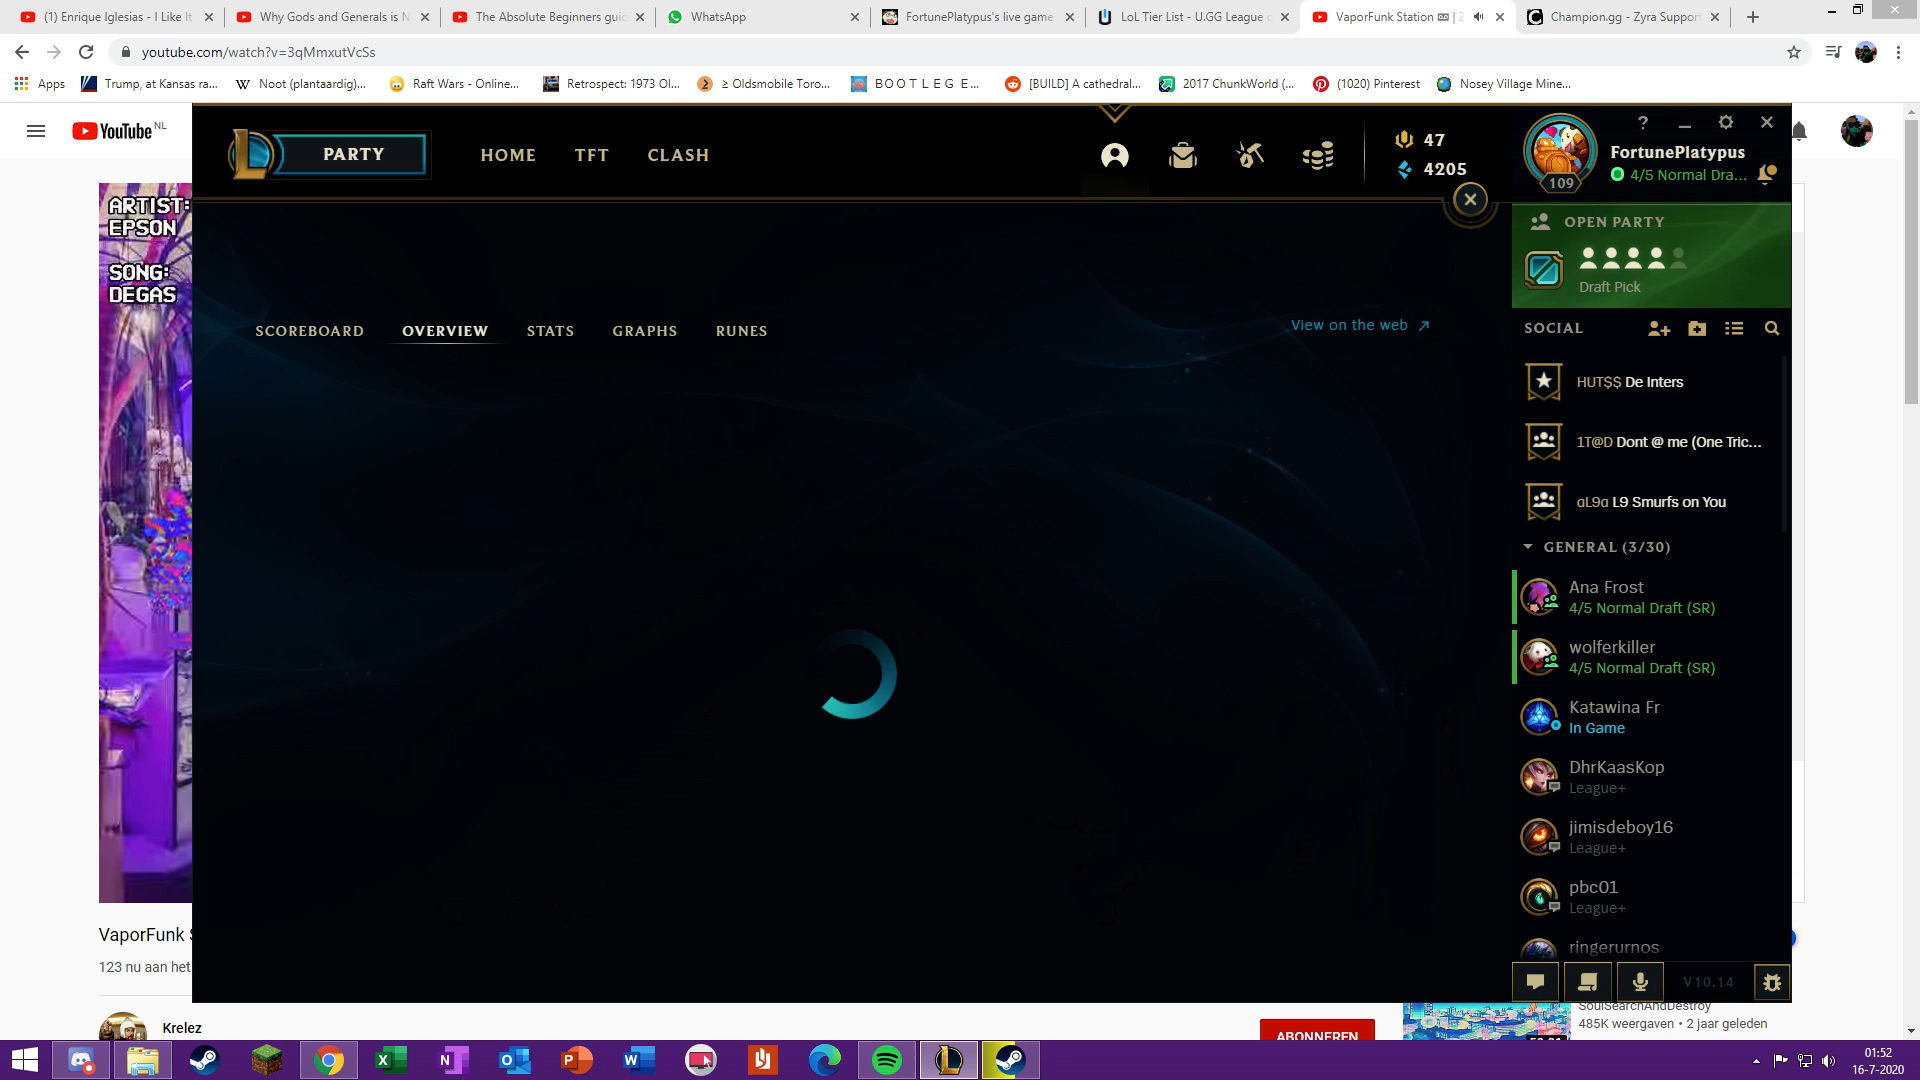 (1) Enrique Iglesias - I Like It
Why Gods and Generals is N
The Absolute Beginners guid
WhatsApp
FortunePlatypus's live game
LoL Tier List - U.GG League o
VaporFunk Station
Champion.gg - Zyra Support
youtube.com/watch?v=3qMmxutVcSs
Apps
Trump, at Kansas ra...
Noot (plantaardig)...
Raft Wars - Online...
Retrospect: 1973 Ol...
≥ Oldsmobile Toro...
B O O T L E G E...
[BUILD] A cathedral...
2017 ChunkWorld (...
(1020) Pinterest
Nosey Village Mine...
YouTube NL
ARTIST:
EPSON
SONG:
DEGAS
PARTY
HOME
TFT
CLASH
47
4205
109
FortunePlatypus
4/5 Normal Dra...
OPEN PARTY
Draft Pick
SCOREBOARD
OVERVIEW
STATS
GRAPHS
RUNES
View on the web
SOCIAL
HUT$$ De Inters
1T@D Dont @ me (One Tric...
aL9a L9 Smurfs on You
GENERAL (3/30)
Ana Frost
4/5 Normal Draft (SR)
wolferkiller
4/5 Normal Draft (SR)
Katawina Fr
In Game
DhrKaasKop
League+
jimisdeboy16
League+
pbc01
League+
ringerurnos
V10.14
VaporFunk
123 nu aan het
Krelez
ABONNEREN
SoulSearchAndDestroy
485K weergaven • 2 jaar geleden
01:52
16-7-2020